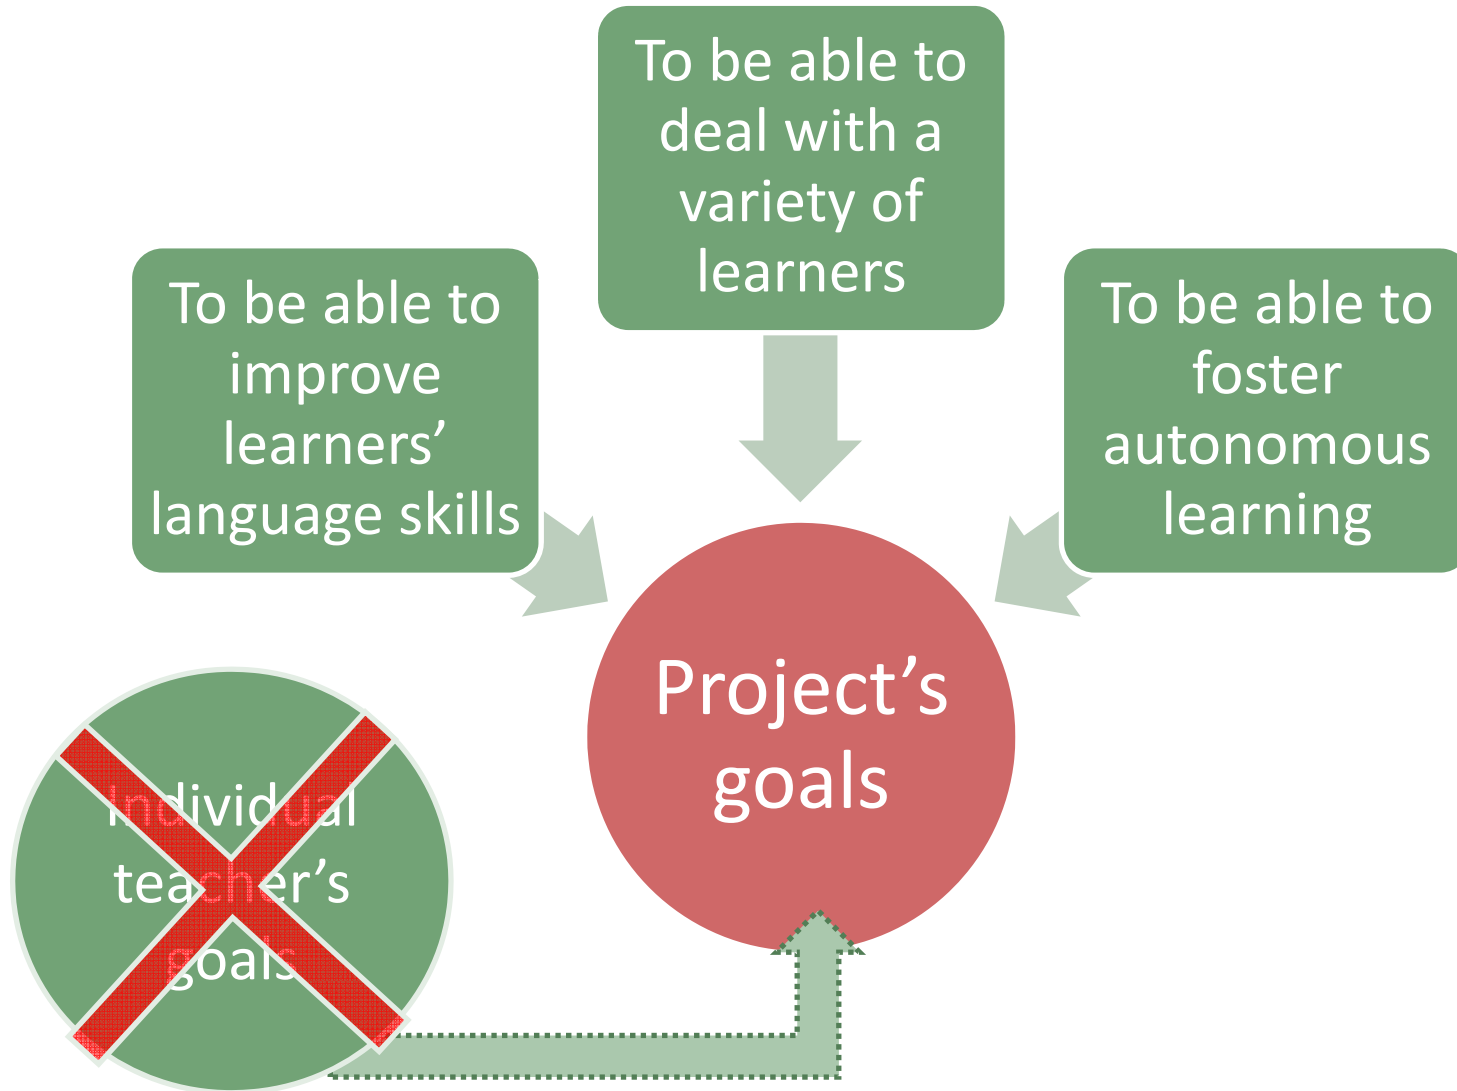 To be able to
deal with a
variety of
learners
To be able to
improve
learners’
language skills
To be able to
foster
autonomous
learning
Project’s
goals
Individual
teacher’s
goals